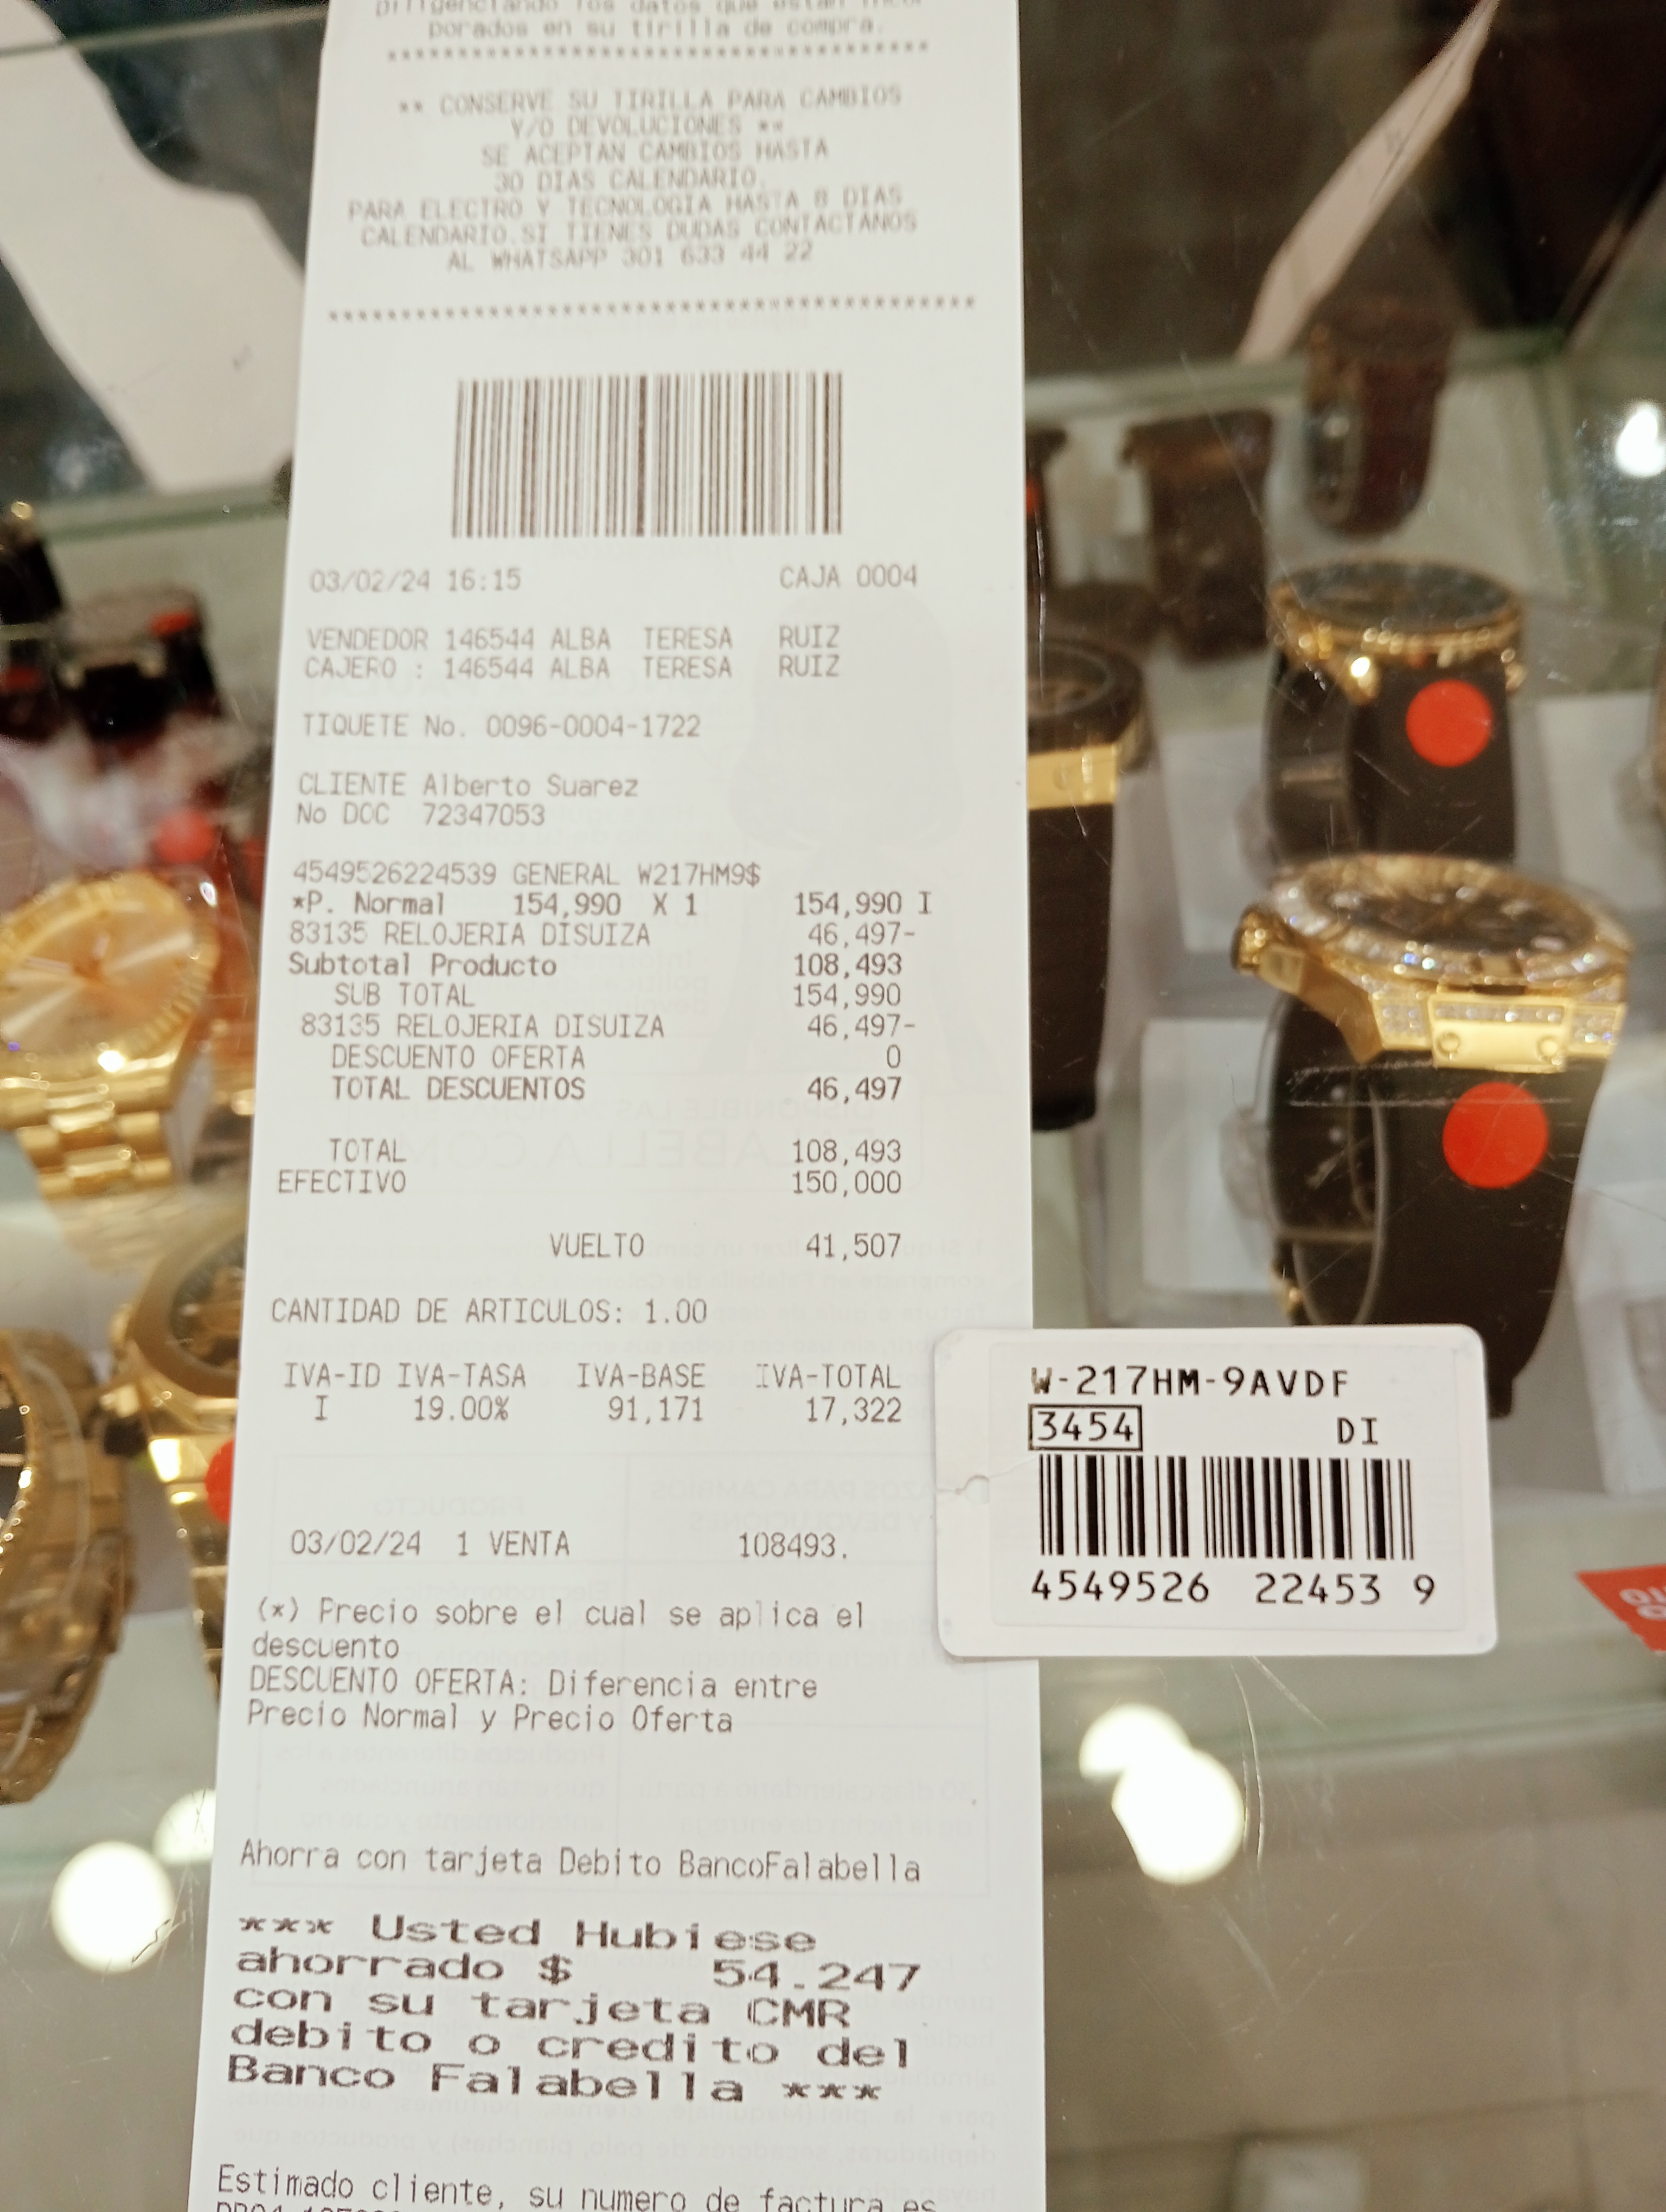 diligenciando los datos que estan incor
porados en su tirilla de compra.
****************************************
** CONSERVE SU TIRILLA PARA CAMBIOS
Y/O DEVOLUCIONES **
SE ACEPTAN CAMBIOS HASTA
30 DIAS CALENDARIO.
PARA ELECTRO Y TECNOLOGIA HASTA 8 DIAS
CALENDARIO.SI TIENES DUDAS CONTACTANOS
AL WHATSAPP 301 633 44 22
****************************************
03/02/24 16:15 CAJA 0004
VENDEDOR 146544 ALBA TERESA RUIZ
CAJERO : 146544 ALBA TERESA RUIZ
TIQUETE No. 0096-0004-1722
CLIENTE Alberto Suarez
No DOC 72347053
4549526224539 GENERAL W217HM9$
*P. Normal 154,990 X 1 154,990 I
83135 RELOJERIA DISUIZA 46,497-
Subtotal Producto 108,493
SUB TOTAL 154,990
83135 RELOJERIA DISUIZA 46,497-
DESCUENTO OFERTA 0
TOTAL DESCUENTOS 46,497
TOTAL 108,493
EFECTIVO 150,000
VUELTO 41,507
CANTIDAD DE ARTICULOS: 1.00
IVA-ID IVA-TASA IVA-BASE IVA-TOTAL
I 19.00% 91,171 17,322
03/02/24 1 VENTA 108493.
(*) Precio sobre el cual se aplica el
descuento
DESCUENTO OFERTA: Diferencia entre
Precio Normal y Precio Oferta
Ahorra con tarjeta Debito BancoFalabella
*** Usted Hubiese
ahorrado $ 54.247
con su tarjeta CMR
debito o credito del
Banco Falabella ***
Estimado cliente, su numero de factura es
W-217HM-9AVDF
3454 DI
4549526 22453 9